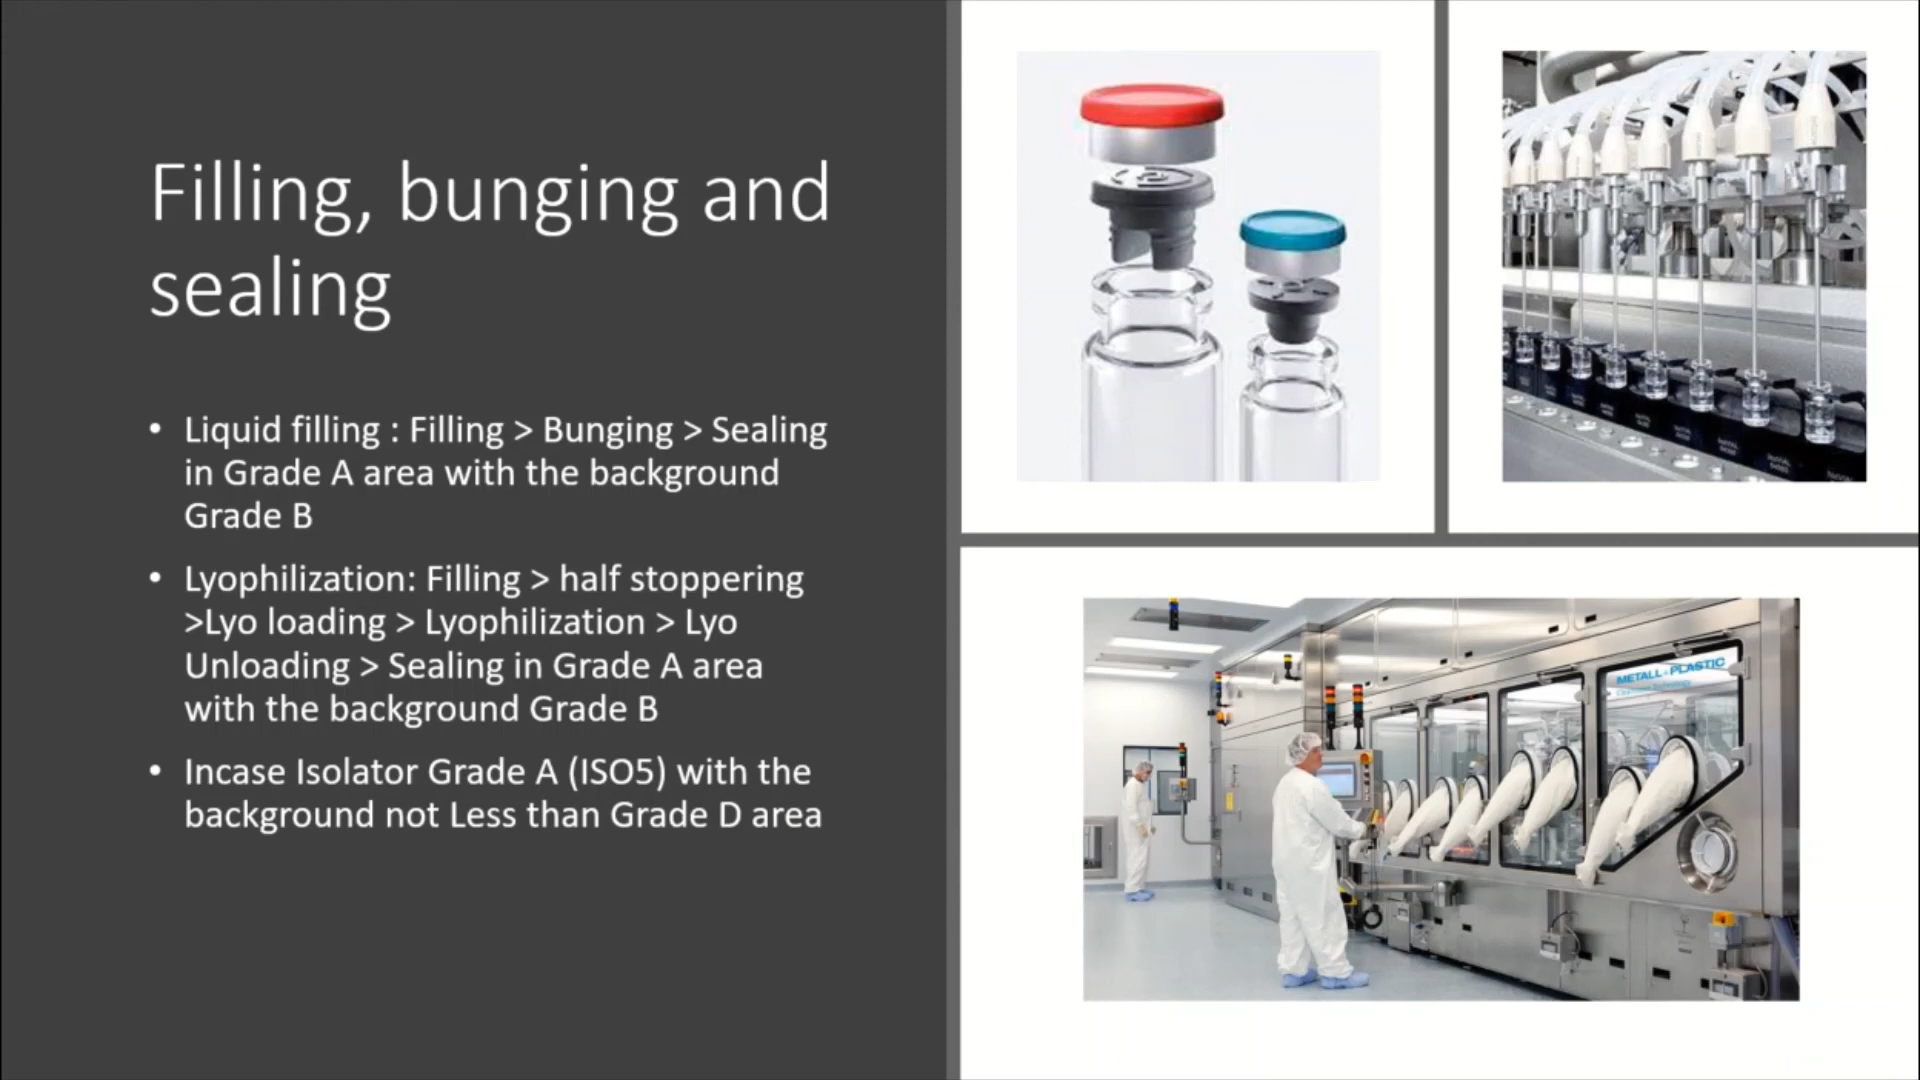 Filling, bunging and
sealing
• Liquid filling : Filling > Bunging > Sealing
in Grade A area with the background
Grade B
• Lyophilization: Filling > half stoppering
>Lyo loading > Lyophilization > Lyo
Unloading > Sealing in Grade A area
with the background Grade B
• Incase Isolator Grade A (ISO5) with the
background not Less than Grade D area
METALL+PLASTIC